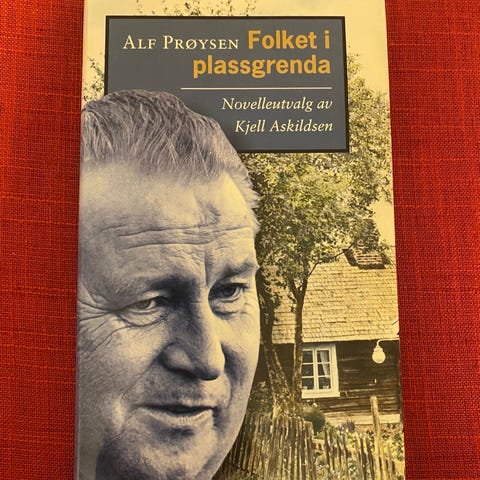 ALF PRØYSEN Folket i
plassgrenda
Novelleutvalg av
Kjell Askildsen